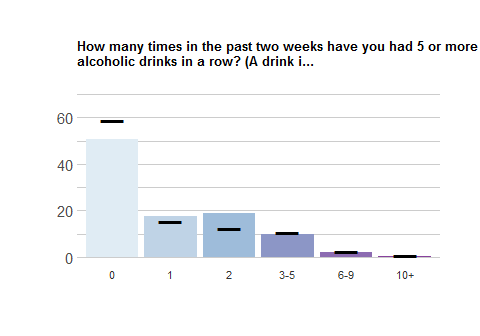 How many times in the past two weeks have you had 5 or more
alcoholic drinks in a row? (A drink i...
60
40
20
0
0 1 2 3-5 6-9 10+